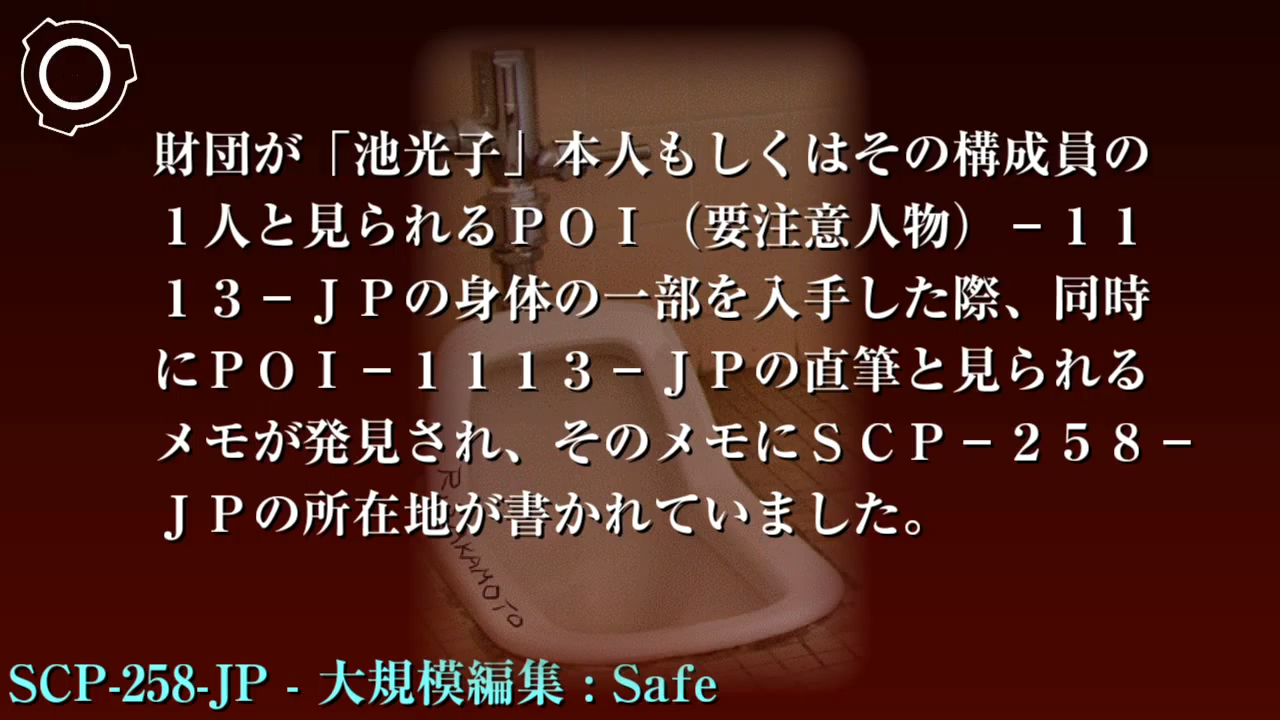 財団が「池光子」本人もしくはその構成員の
１人と見られるＰＯＩ（要注意人物）－１１
１３－ＪＰの身体の一部を入手した際、同時
にＰＯＩ－１１１３－ＪＰの直筆と見られる
メモが発見され、そのメモにＳＣＰ－２５８－
ＪＰの所在地が書かれていました。
SCP-258-JP - 大規模編集：Safe